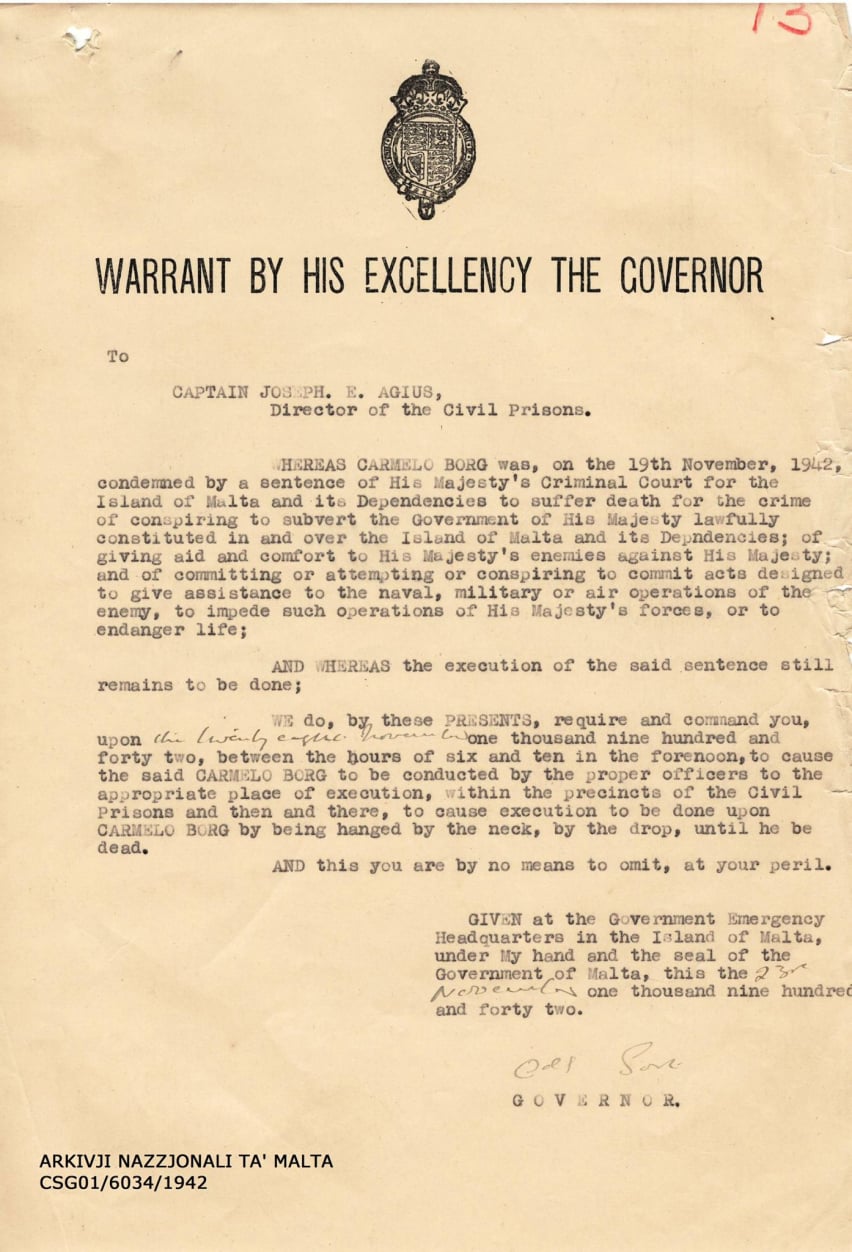 13
WARRANT BY HIS EXCELLENCY THE GOVERNOR
To
CAPTAIN JOSEPH. E. AGIUS,
Director of the Civil Prisons.
WHEREAS CARMELO BORG was, on the 19th November, 1942,
condemned by a sentence of His Majesty's Criminal Court for the
Island of Malta and its Dependencies to suffer death for the crime
of conspiring to subvert the Government of His Majesty lawfully
constituted in and over the Island of Malta and its Depndencies; of
giving aid and comfort to His Majesty's enemies against His Majesty;
and of committing or attempting or conspiring to commit acts designed
to give assistance to the naval, military or air operations of the
enemy, to impede such operations of His Majesty's forces, or to
endanger life;
AND WHEREAS the execution of the said sentence still
remains to be done;
WE do, by these PRESENTS, require and command you,
upon the twenty eighth November one thousand nine hundred and
forty two, between the hours of six and ten in the forenoon,to cause
the said CARMELO BORG to be conducted by the proper officers to the
appropriate place of execution, within the precincts of the Civil
Prisons and then and there, to cause execution to be done upon
CARMELO BORG by being hanged by the neck, by the drop, until he be
dead.
AND this you are by no means to omit, at your peril.
GIVEN at the Government Emergency
Headquarters in the Island of Malta,
under My hand and the seal of the
Government of Malta, this the 23rd
November one thousand nine hundred
and forty two.
GOVERNOR.
ARKIVJI NAZZJONALI TA' MALTA
CSG01/6034/1942